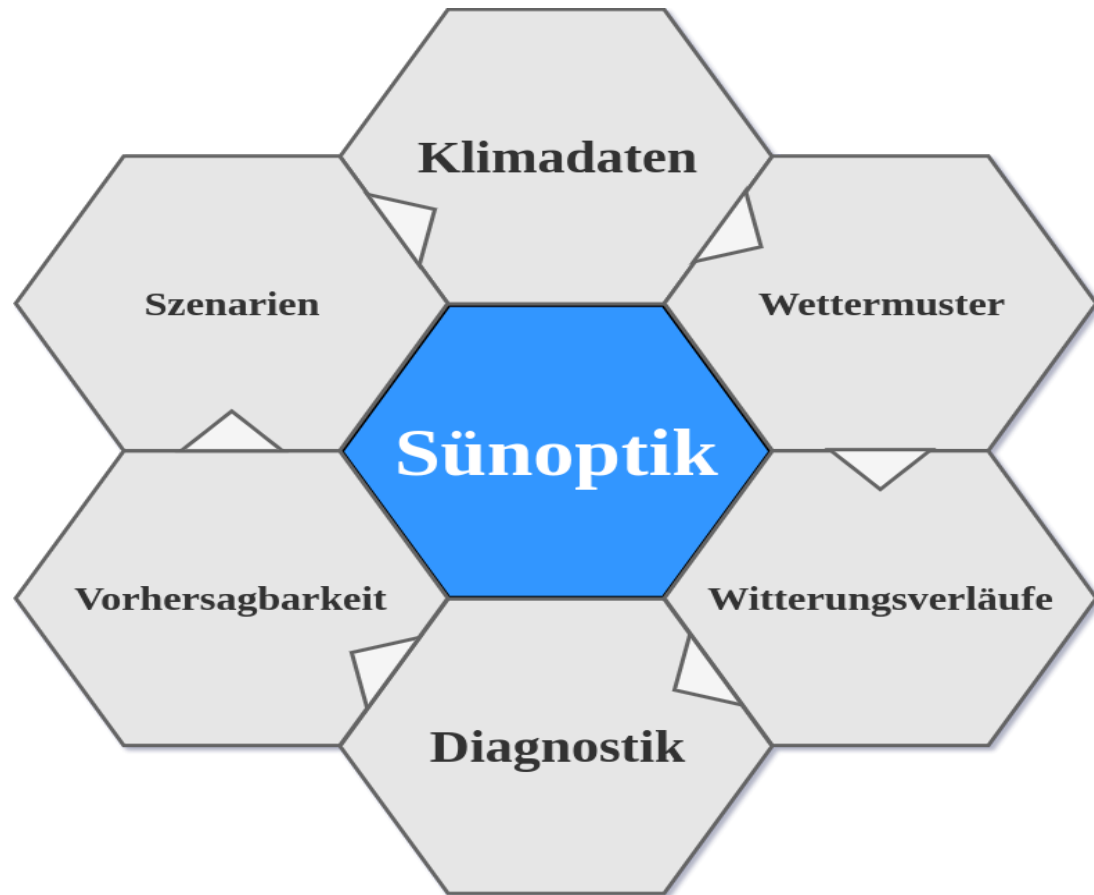 Klimadaten
Szenarien
Wettermuster
Sünoptik
Vorhersagbarkeit
Witterungsverläufe
Diagnostik